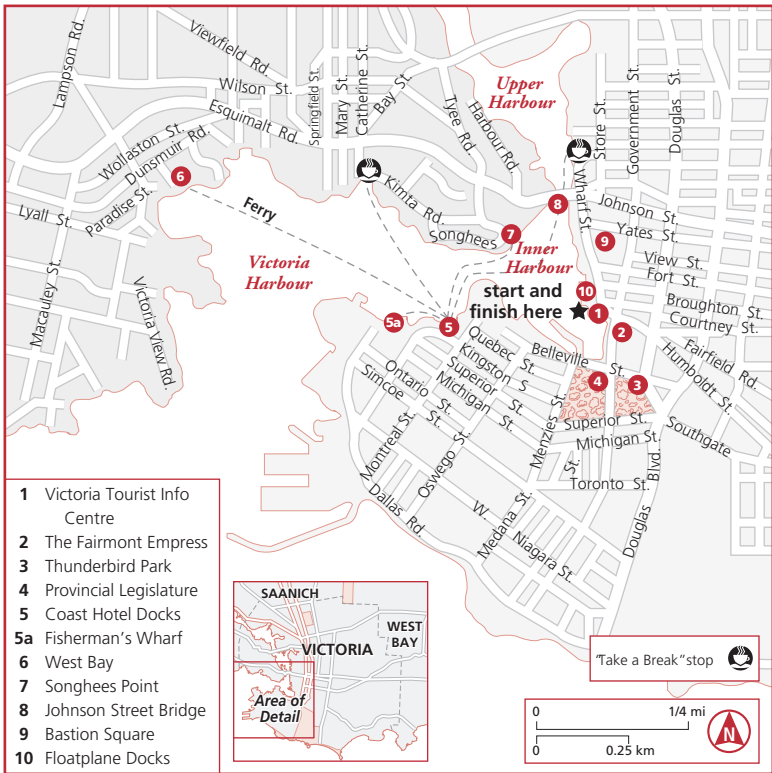 Lampson Rd.
Viewfield Rd.
Wilson St.
Esquimalt Rd.
Springfield St.
Mary St.
Catherine St.
Bay St.
Tyee Rd.
Harbour Rd.
Upper
Harbour
Store St.
Government St.
Douglas St.
Wollaston St.
Dunsmuir Rd.
Paradise St.
Lyall St.
Macauley St.
Victoria View Rd.
6
Ferry
Kimta Rd.
Songhees
7
8
Wharf St.
Johnson St.
Yates St.
9
View St.
Fort St.
Broughton St.
Courtney St.
Victoria
Harbour
Inner
Harbour
start and
finish here
10
1
2
5a
5
Quebec St.
Kingston S
Superior St.
Michigan St.
Belleville St.
Fairfield Rd.
Humboldt St.
4
3
Ontario St.
Simcoe St.
Montreal St.
Oswego St.
Menzies St.
Superior St.
Michigan St.
Southgate
Toronto St.
Dallas Rd.
W. Niagara St.
Medana St.
Douglas Blvd.
1 Victoria Tourist Info
Centre
2 The Fairmont Empress
3 Thunderbird Park
4 Provincial Legislature
5 Coast Hotel Docks
5a Fisherman's Wharf
6 West Bay
7 Songhees Point
8 Johnson Street Bridge
9 Bastion Square
10 Floatplane Docks
SAANICH
WEST
BAY
VICTORIA
Area of
Detail
"Take a Break" stop
0 1/4 mi
0 0.25 km
N